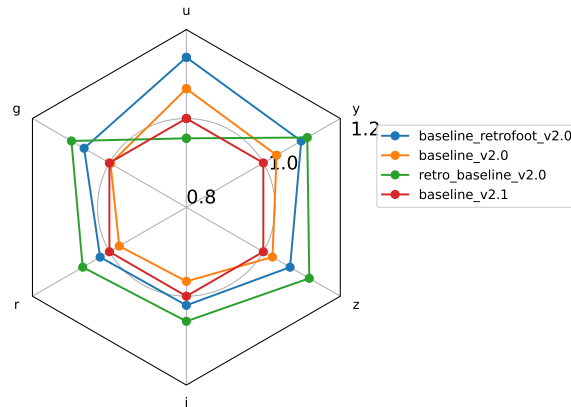 u
g
y
1.2
baseline_retrofoot_v2.0
baseline_v2.0
retro_baseline_v2.0
baseline_v2.1
1.0
0.8
r
z
i